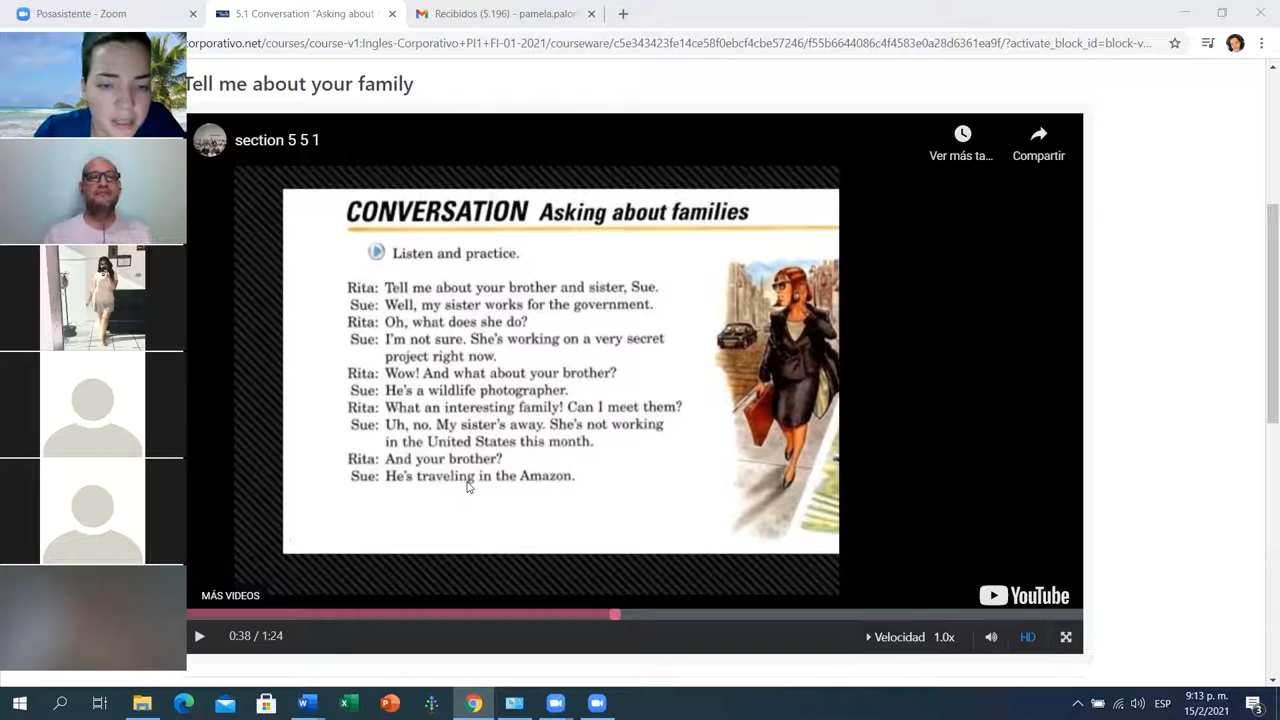 Posasistente - Zoom
5.1 Conversation "Asking about
Recibidos (5.196) - pamela.palor
corporativo.net/courses/course-v1:Ingles-Corporativo+PI1+FI-01-2021/courseware/c5e343423fe14ce58f0ebcf4cbe57246/f55b6644086c4f4583e0a28d6361ea9f/?activate_block_id=block-v...
Tell me about your family
section 5 5 1
Ver más ta...
Compartir
CONVERSATION Asking about families
Listen and practice.
Rita: Tell me about your brother and sister, Sue.
Sue: Well, my sister works for the government.
Rita: Oh, what does she do?
Sue: I'm not sure. She's working on a very secret
project right now.
Rita: Wow! And what about your brother?
Sue: He's a wildlife photographer.
Rita: What an interesting family! Can I meet them?
Sue: Uh, no. My sister's away. She's not working
in the United States this month.
Rita: And your brother?
Sue: He's traveling in the Amazon.
MÁS VIDEOS
YouTube
0:38 / 1:24
Velocidad 1.0x
HD
ESP
9:13 p. m.
15/2/2021
3